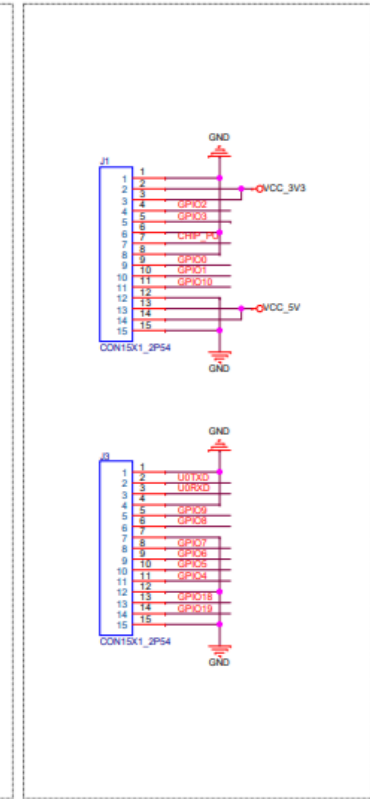 GND
J1
1 1
2 2 VCC_3V3
3 3
4 4 GPIO2
5 5 GPIO3
6 6
7 7 CHIP_PU
8 8
9 9 GPIO0
10 10 GPIO1
11 11 GPIO10
12 12
13 13 VCC_5V
14 14
15 15
CON15X1_2P54
GND
GND
J3
1 1
2 2 U0TXD
3 3 U0RXD
4 4
5 5 GPIO9
6 6 GPIO8
7 7
8 8 GPIO7
9 9 GPIO6
10 10 GPIO5
11 11 GPIO4
12 12
13 13 GPIO18
14 14 GPIO19
15 15
CON15X1_2P54
GND